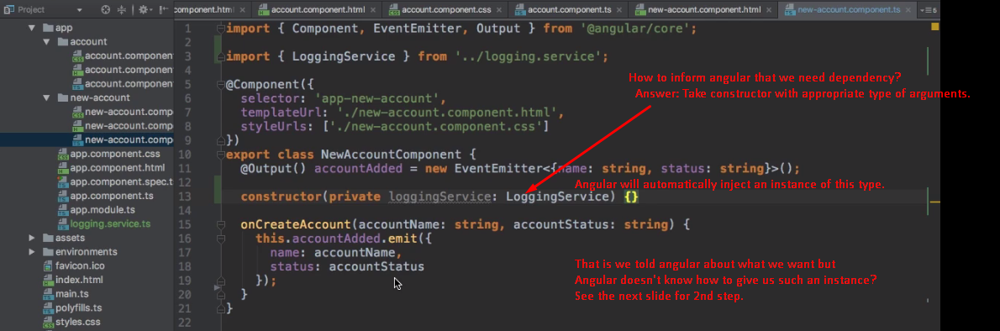 Project
component.html
account.component.html
account.component.css
account.component.ts
new-account.component.html
new-account.component.ts
5
app
account
account.component
account.component
account.component
new-account
new-account.comp
new-account.comp
new-account.comp
app.component.css
app.component.html
app.component.spec.t
app.component.ts
app.module.ts
logging.service.ts
assets
environments
favicon.ico
index.html
main.ts
polyfills.ts
styles.css
1 import { Component, EventEmitter, Output } from '@angular/core';
2
3 import { LoggingService } from '../logging.service';
4
5 @Component({
6 selector: 'app-new-account',
7 templateUrl: './new-account.component.html',
8 styleUrls: ['./new-account.component.css']
9 })
10 export class NewAccountComponent {
11 @Output() accountAdded = new EventEmitter<{name: string, status: string}>();
12
13 constructor(private loggingService: LoggingService) {}
14
15 onCreateAccount(accountName: string, accountStatus: string) {
16 this.accountAdded.emit({
17 name: accountName,
18 status: accountStatus
19 });
20 }
21 }
22
How to inform angular that we need dependency?
Answer: Take constructor with appropriate type of arguments.
Angular will automatically inject an instance of this type.
That is we told angular about what we want but
Angular doesn't know how to give us such an instance?
See the next slide for 2nd step.